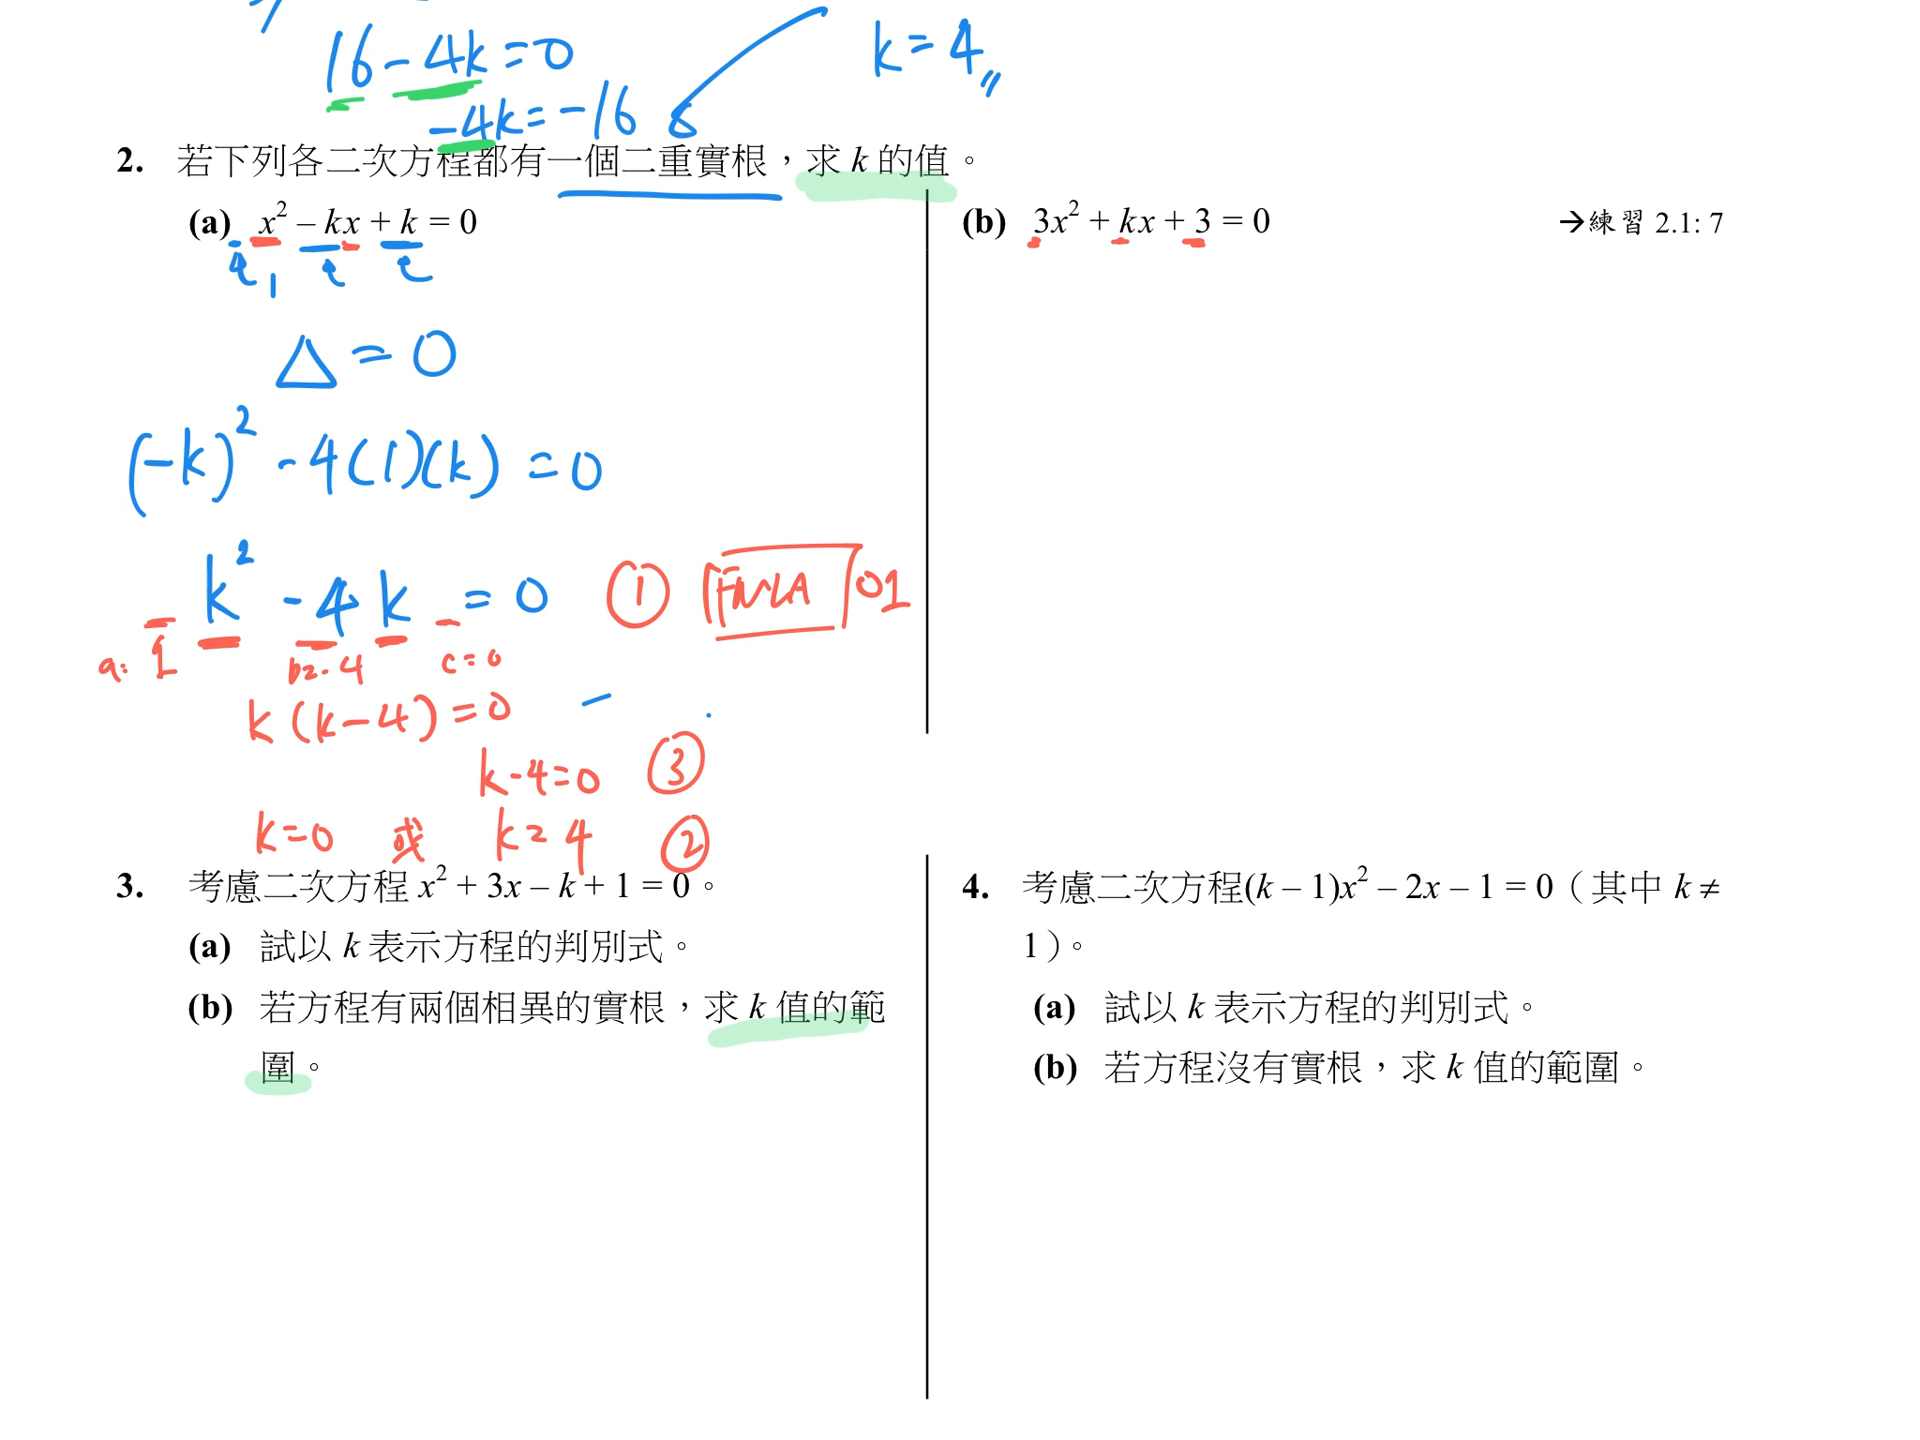 16 - 4k = 0
k = 4
-4k = -16
2. 若下列各二次方程都有一個二重實根，求 k 的值。
(a) x² – kx + k = 0
(b) 3x² + kx + 3 = 0 →練習 2.1: 7
1
Δ = 0
(-k)² - 4(1)(k) = 0
k² - 4k = 0 ① 01
a: 1 b=-4 c=0
k(k-4)=0
k-4=0 ③
k=0 或 k=4 ②
3. 考慮二次方程 x² + 3x – k + 1 = 0。
(a) 試以 k 表示方程的判別式。
(b) 若方程有兩個相異的實根，求 k 值的範
圍。
4. 考慮二次方程(k – 1)x² – 2x – 1 = 0（其中 k ≠
1）。
(a) 試以 k 表示方程的判別式。
(b) 若方程沒有實根，求 k 值的範圍。